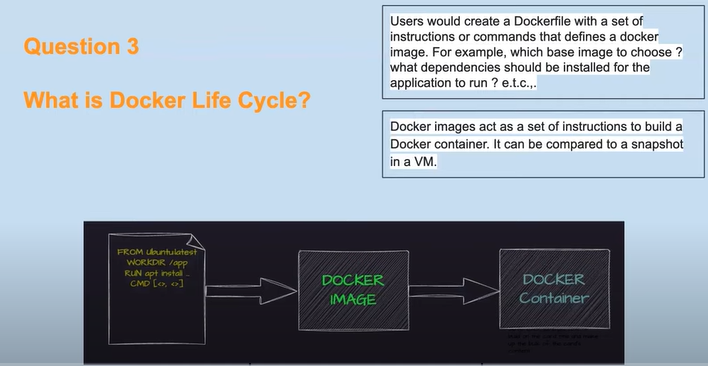 Question 3
What is Docker Life Cycle?
Users would create a Dockerfile with a set of
instructions or commands that defines a docker
image. For example, which base image to choose ?
what dependencies should be installed for the
application to run ? e.t.c.,.
Docker images act as a set of instructions to build a
Docker container. It can be compared to a snapshot
in a VM.
FROM Ubuntu:latest
WORKDIR /app
RUN apt install ...
CMD [<>, <>]
DOCKER
IMAGE
DOCKER
Container